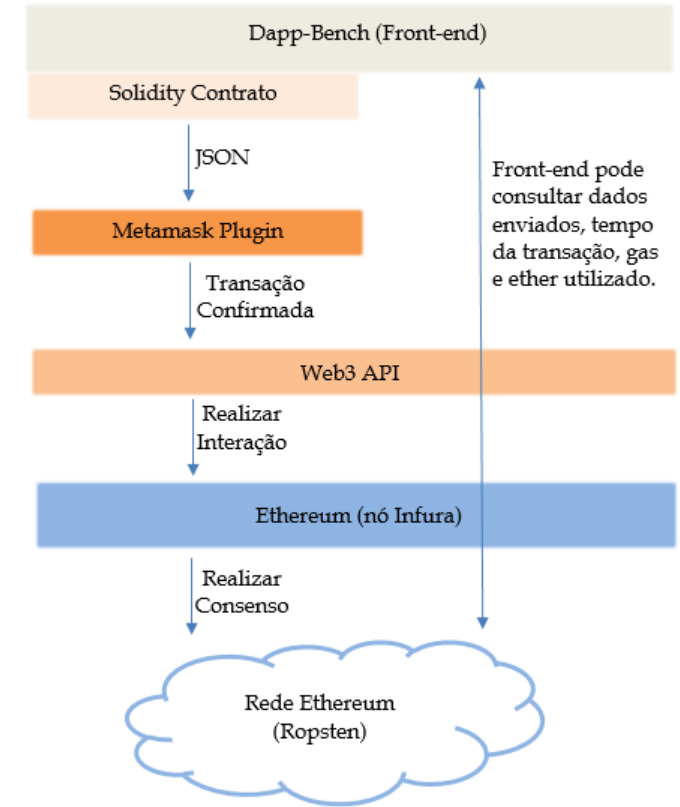 Dapp-Bench (Front-end)
Solidity Contrato
JSON
Front-end pode
consultar dados
enviados, tempo
da transação, gas
e ether utilizado.
Metamask Plugin
Transação
Confirmada
Web3 API
Realizar
Interação
Ethereum (nó Infura)
Realizar
Consenso
Rede Ethereum
(Ropsten)